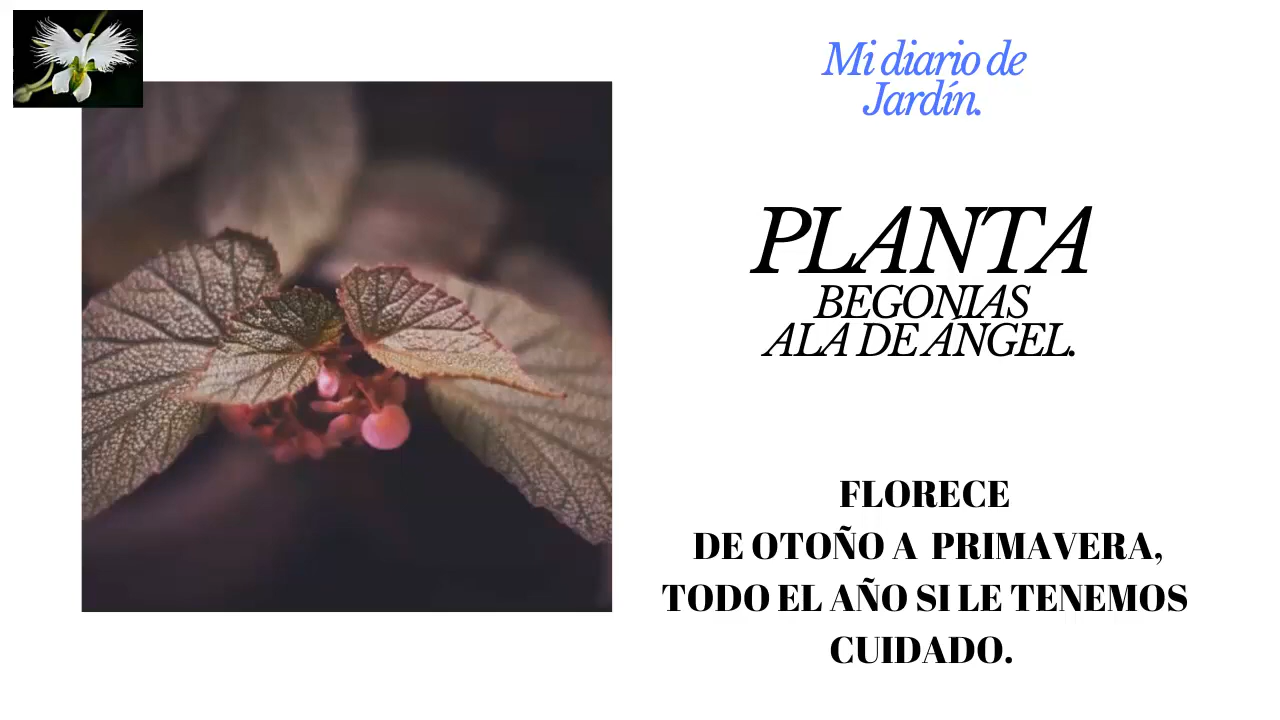 Mi diario de
Jardín.
PLANTA
BEGONIAS
ALA DE ÁNGEL.
FLORECE
DE OTOÑO A PRIMAVERA,
TODO EL AÑO SI LE TENEMOS
CUIDADO.